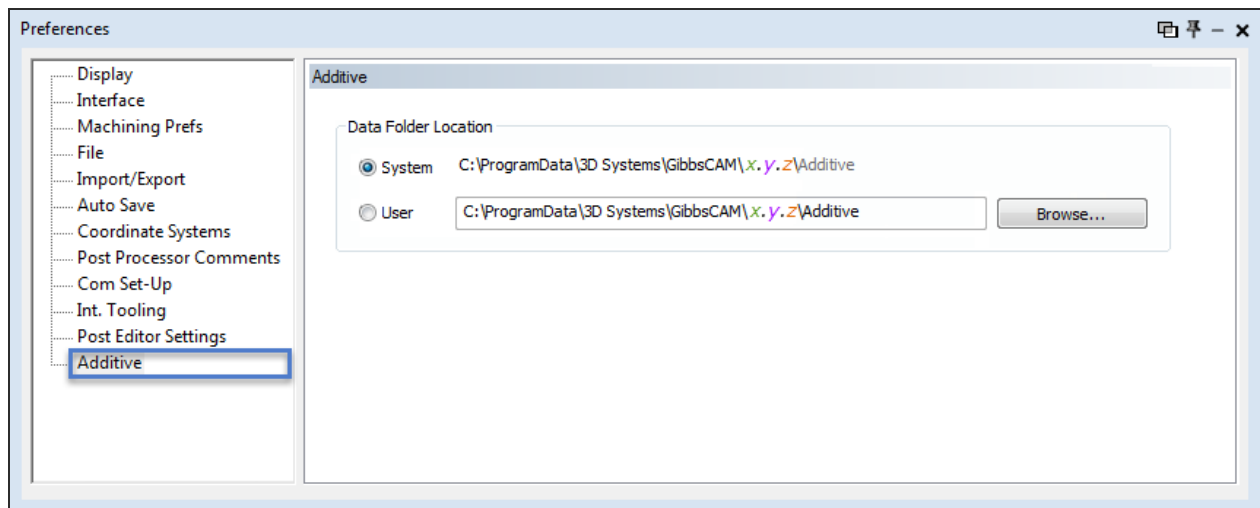 Preferences
Display
Interface
Machining Prefs
File
Import/Export
Auto Save
Coordinate Systems
Post Processor Comments
Com Set-Up
Int. Tooling
Post Editor Settings
Additive
Additive
Data Folder Location
System C:\ProgramData\3D Systems\GibbsCAM\x.y.z\Additive
User C:\ProgramData\3D Systems\GibbsCAM\x.y.z\Additive Browse...